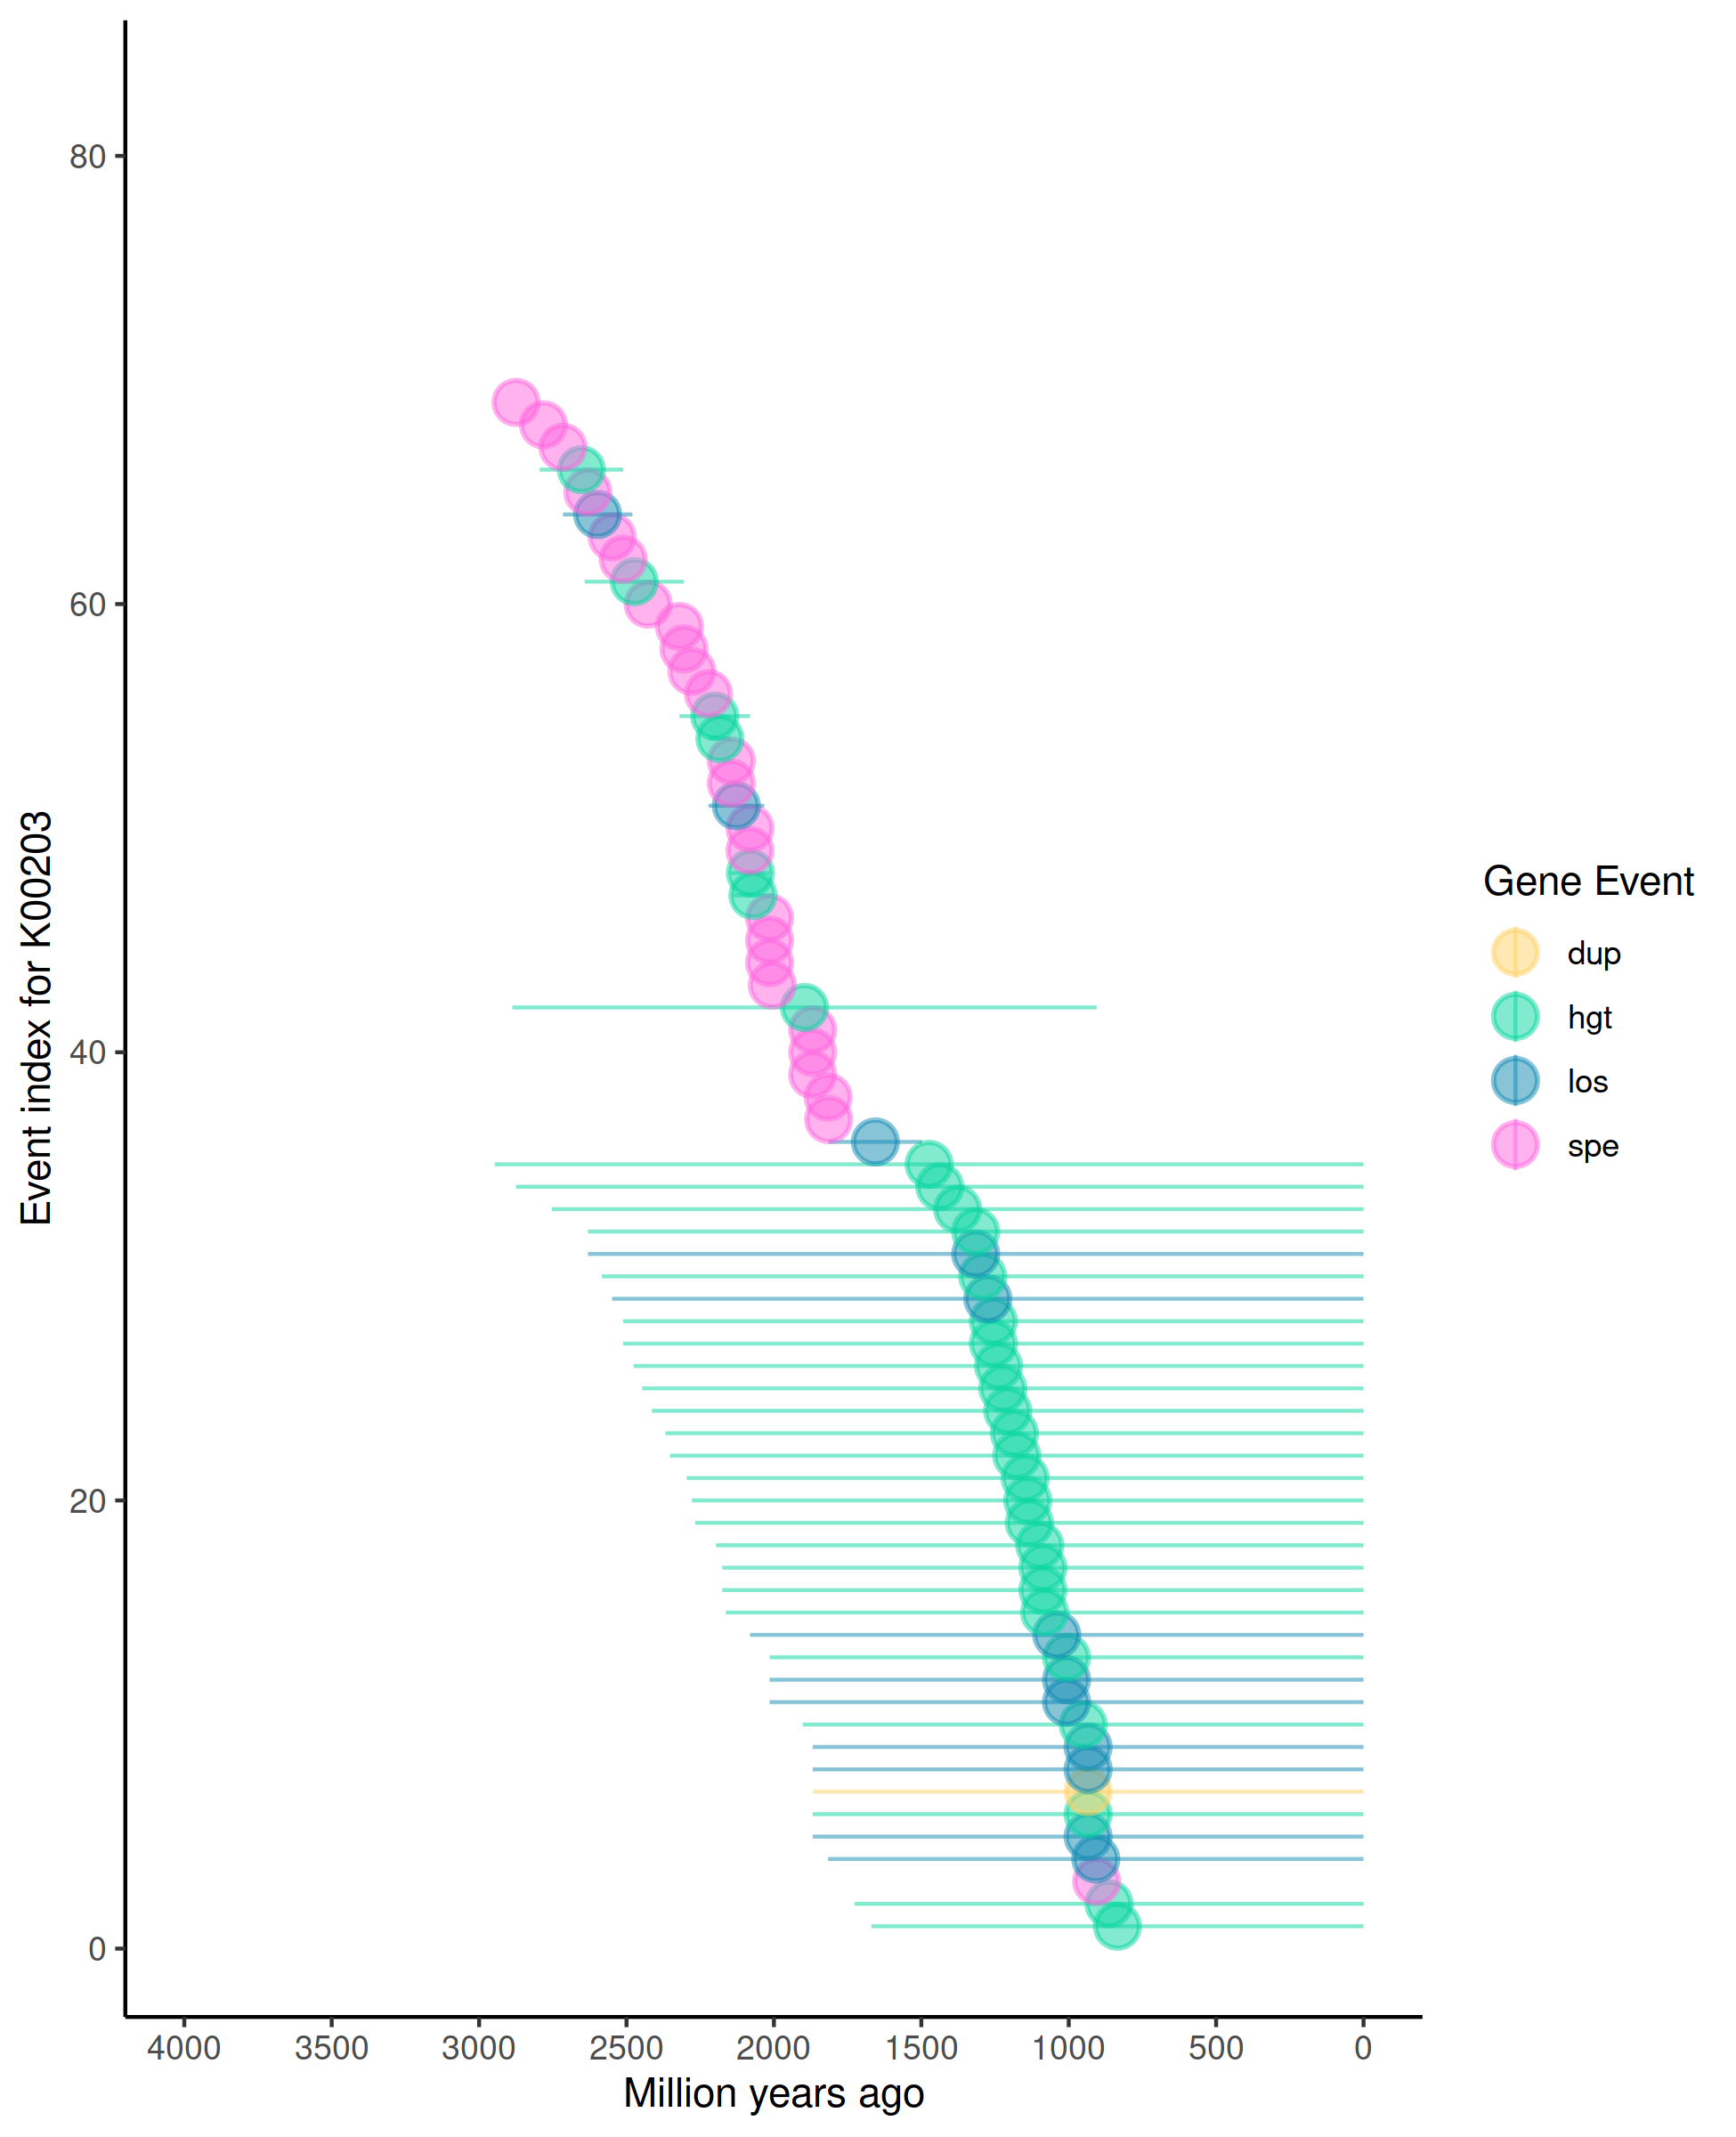 80
60
40
20
0
Event index for K00203
4000 3500 3000 2500 2000 1500 1000 500 0
Million years ago
Gene Event
dup
hgt
los
spe